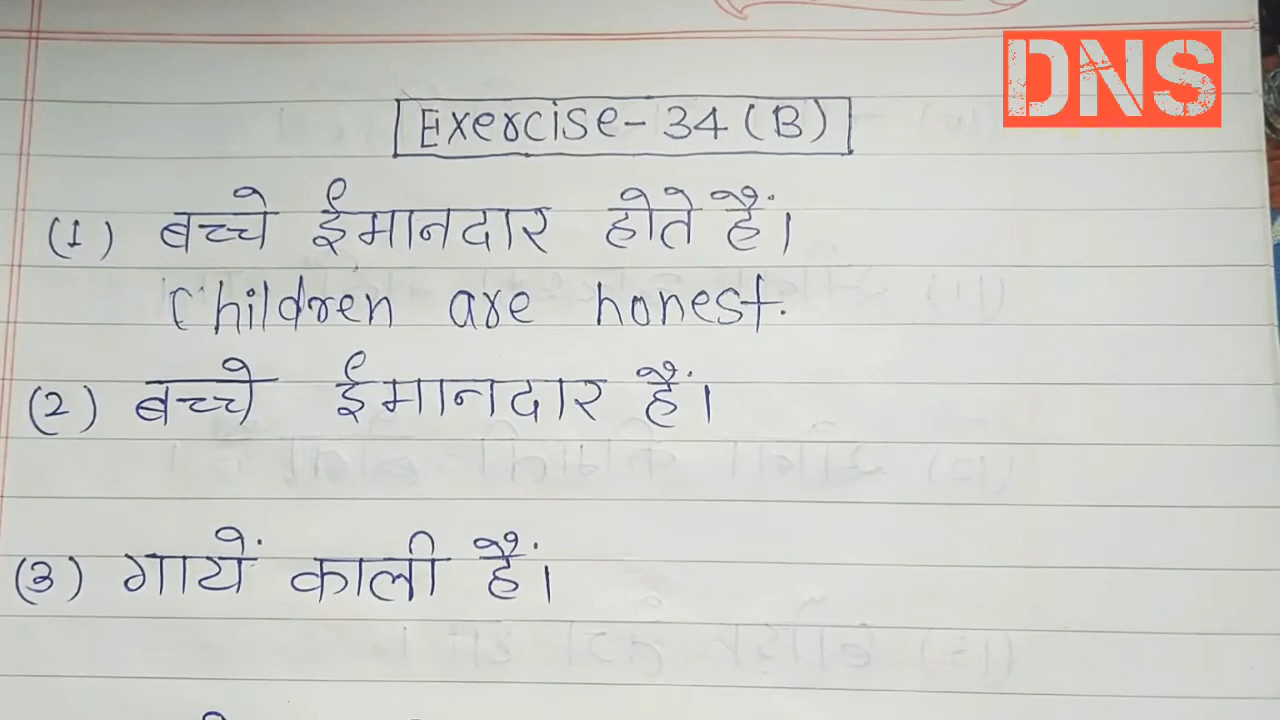 DNS
Exercise-34(B)
(1) बच्चे ईमानदार होते हैं।
Children are honest.
(2) बच्चे ईमानदार हैं।
(3) गायें काली हैं।